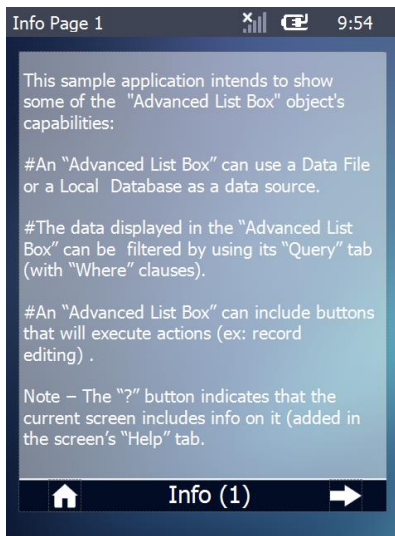 Info Page 1 9:54
This sample application intends to show
some of the "Advanced List Box" object's
capabilities:
#An “Advanced List Box” can use a Data File
or a Local Database as a data source.
#The data displayed in the “Advanced List
Box” can be filtered by using its “Query” tab
(with “Where” clauses).
#An “Advanced List Box” can include buttons
that will execute actions (ex: record
editing) .
Note – The “?” button indicates that the
current screen includes info on it (added in
the screen’s “Help” tab.
Info (1)